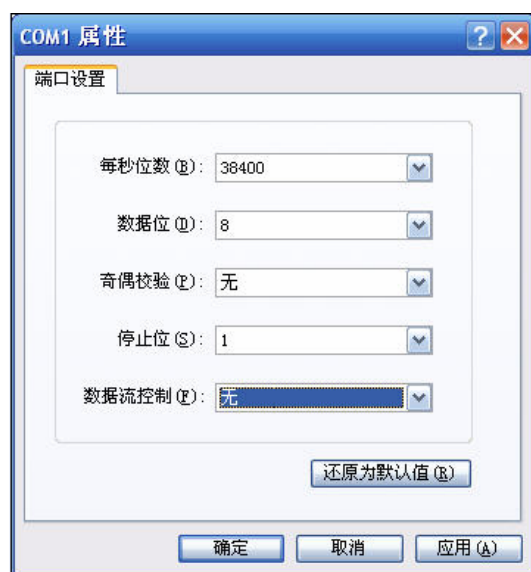 COM1 属性
端口设置
每秒位数(B): 38400
数据位(D): 8
奇偶校验(P): 无
停止位(S): 1
数据流控制(F): 无
还原为默认值(R)
确定 取消 应用(A)